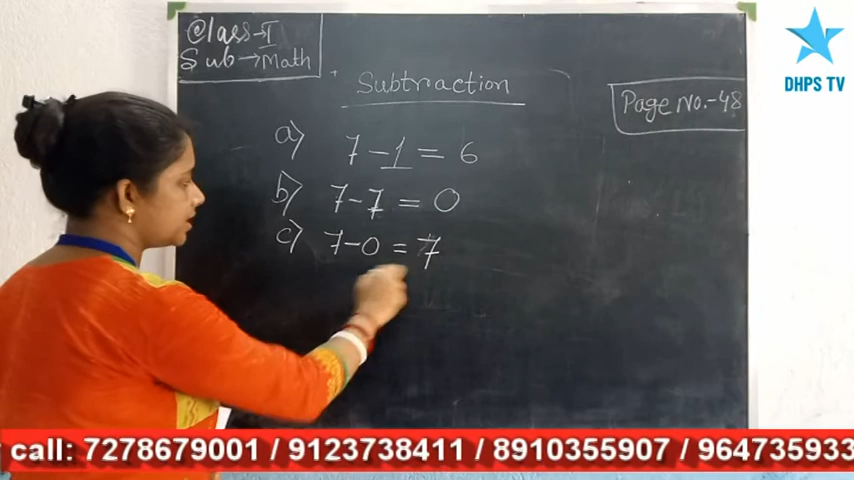 Class→I
Sub→Math
Subtraction
Page No.-48
a) 7-1=6
b) 7-7=0
c) 7-0=7
DHPS TV
call: 7278679001 / 9123738411 / 8910355907 / 964735933